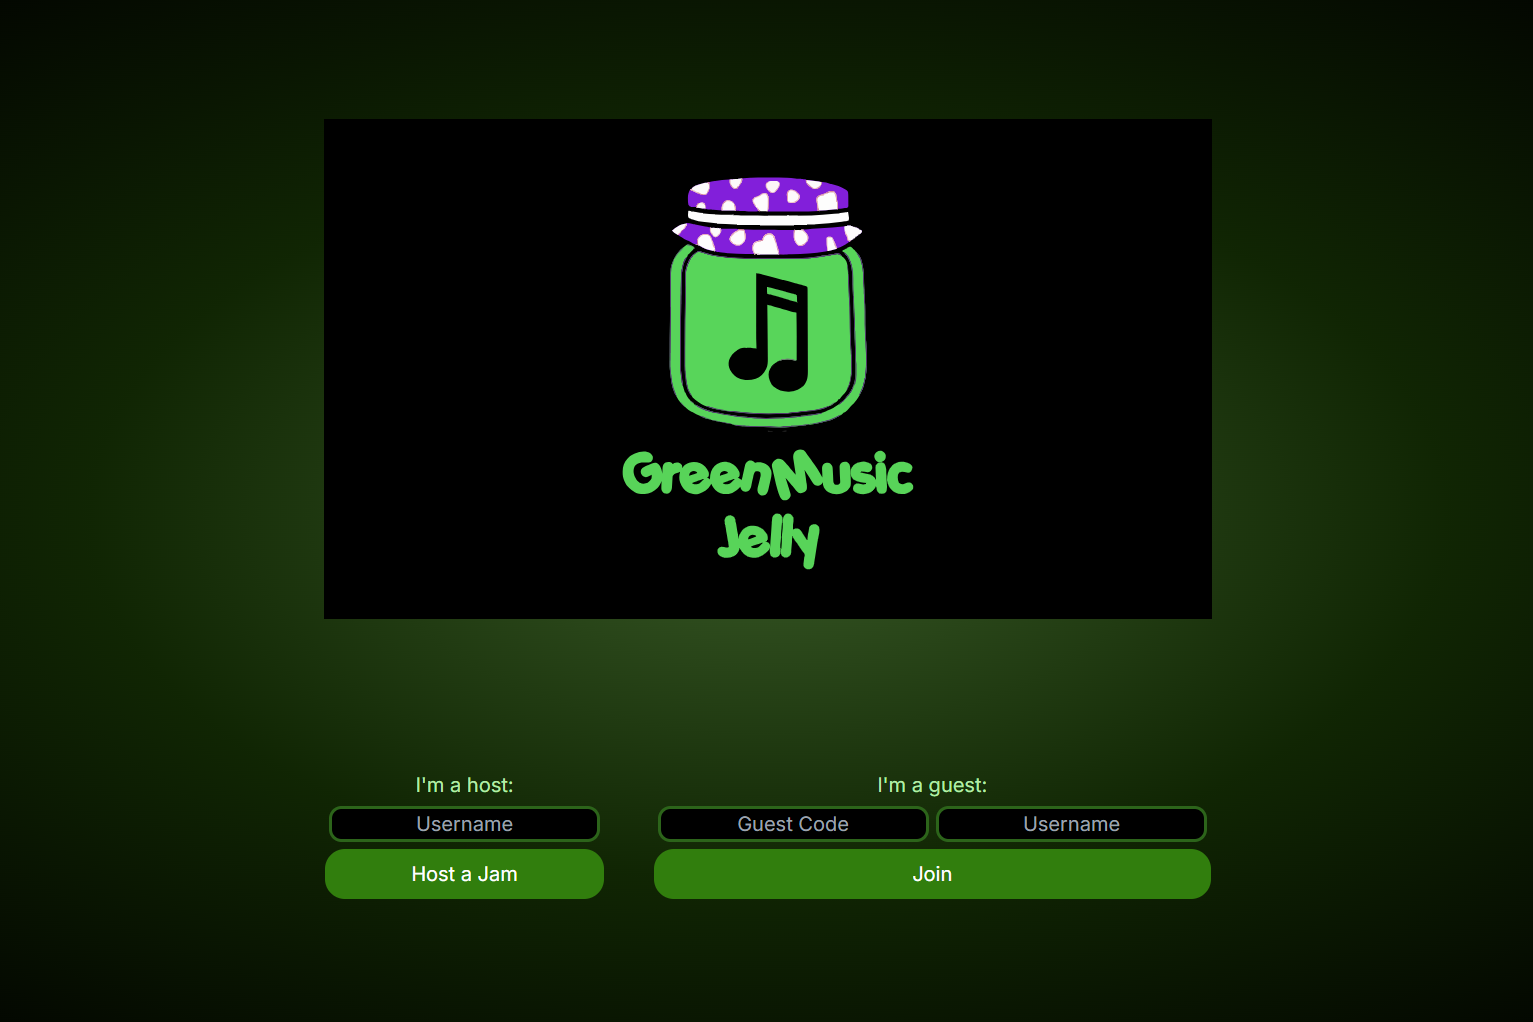 GreenMusic
Jelly
I'm a host:
Username
Host a Jam
I'm a guest:
Guest Code
Username
Join